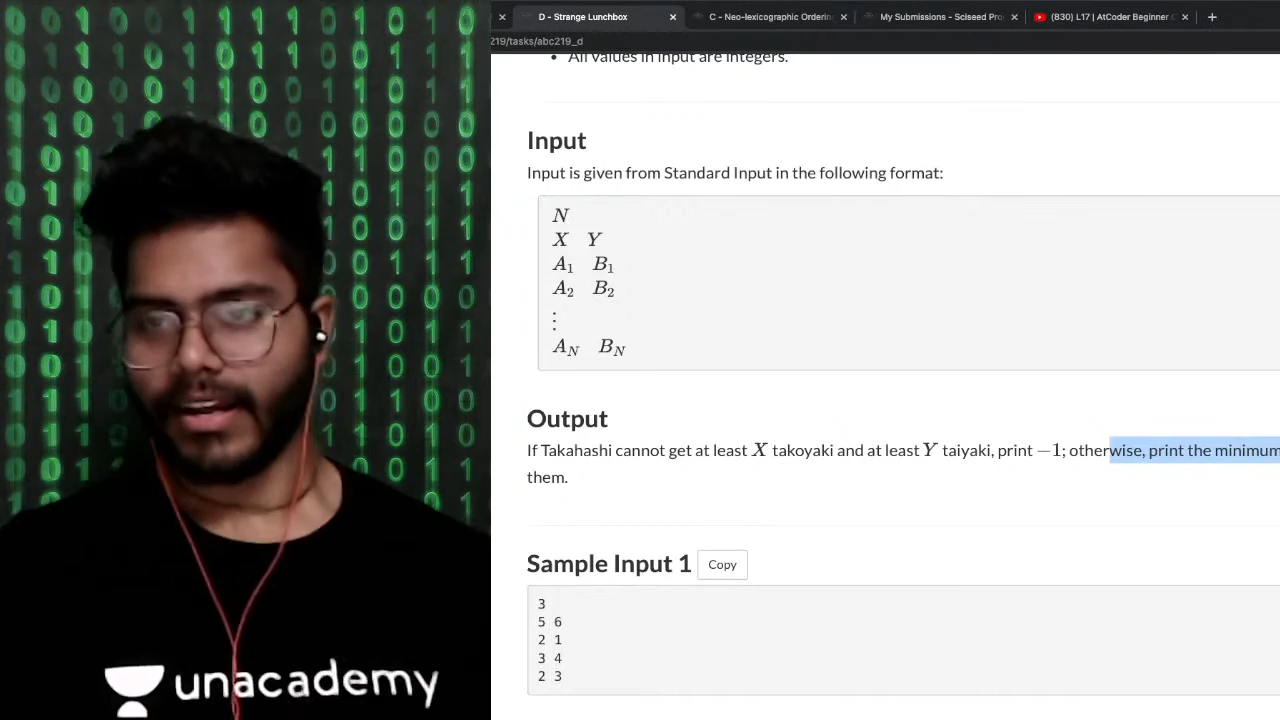 D - Strange Lunchbox
C - Neo-lexicographic Ordering
My Submissions - Sciseed Pro
(830) L17 | AtCoder Beginner C
219/tasks/abc219_d
All values in input are integers.
Input
Input is given from Standard Input in the following format:
N
X Y
A1 B1
A2 B2
⋮
AN BN
Output
If Takahashi cannot get at least X takoyaki and at least Y taiyaki, print −1; otherwise, print the minimum
them.
Sample Input 1
Copy
3
5 6
2 1
3 4
2 3
unacademy